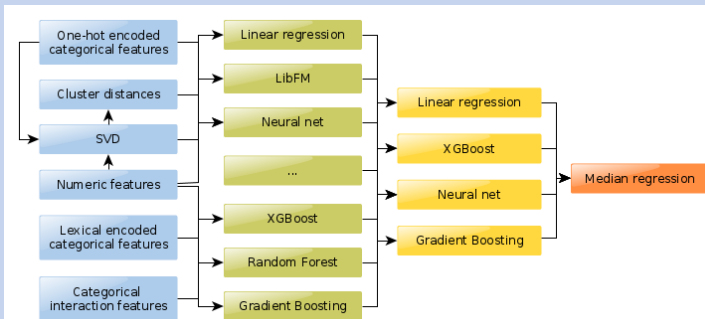 One-hot encoded
categorical features
Cluster distances
SVD
Numeric features
Lexical encoded
categorical features
Categorical
interaction features
Linear regression
LibFM
Neural net
...
XGBoost
Random Forest
Gradient Boosting
Linear regression
XGBoost
Neural net
Gradient Boosting
Median regression